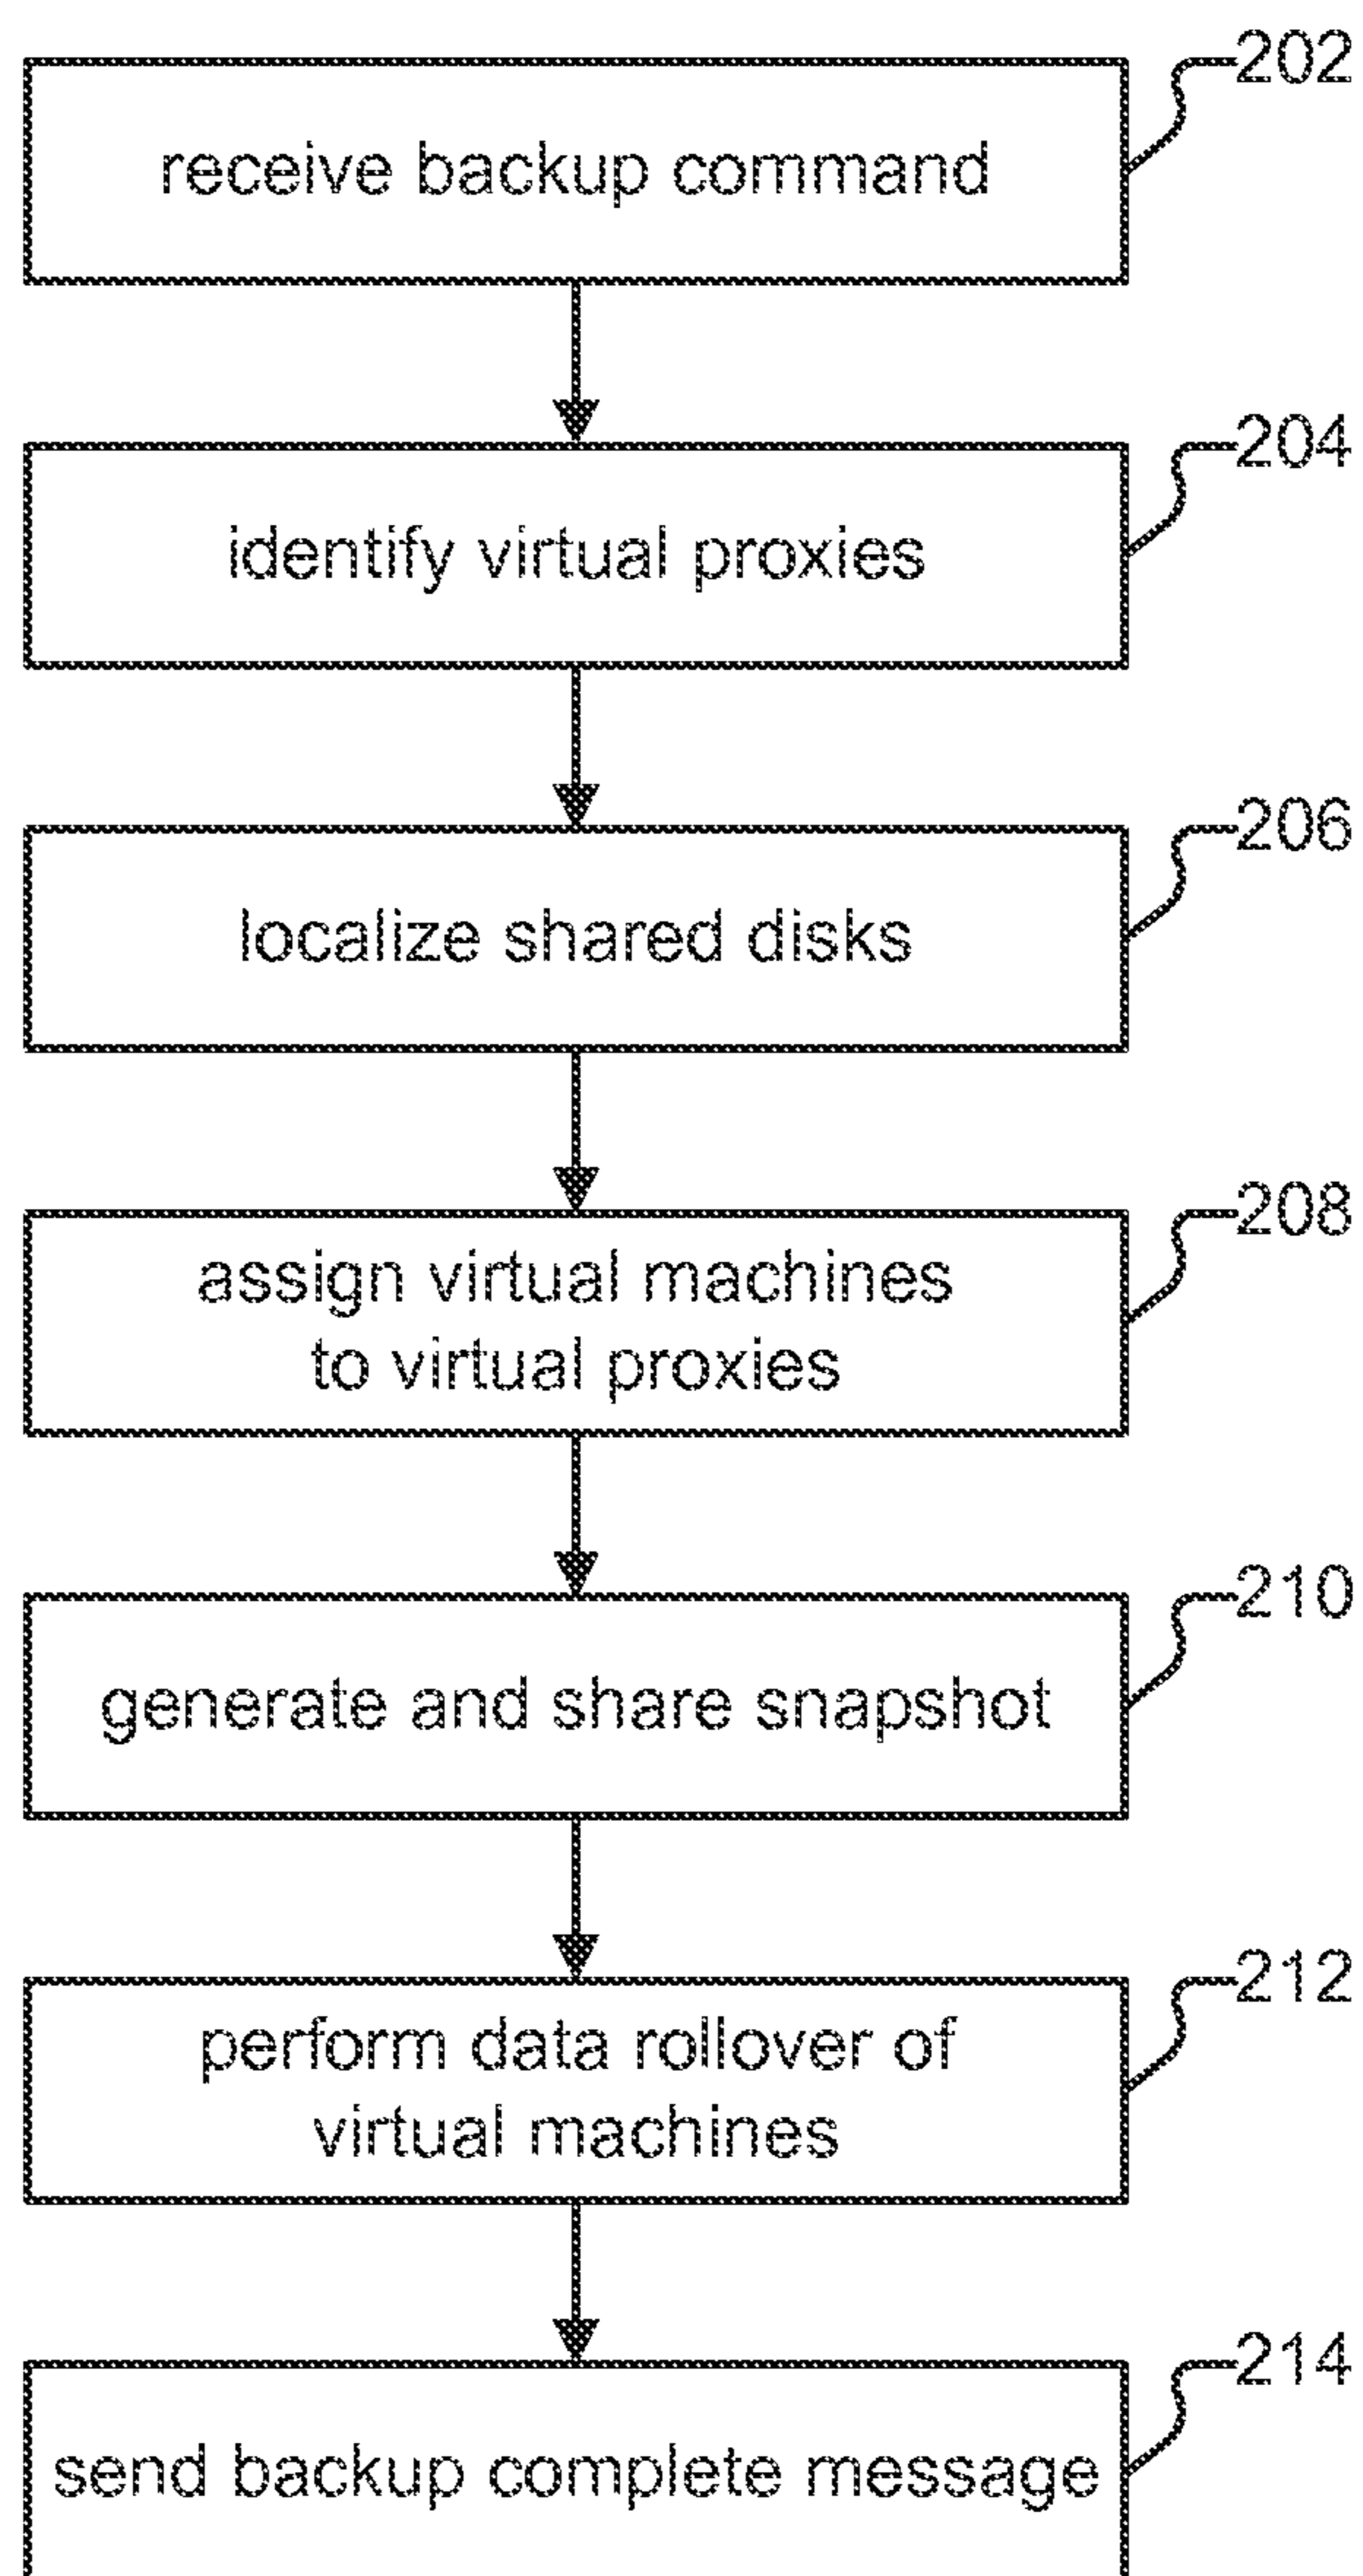 202
receive backup command
204
identify virtual proxies
206
localize shared disks
208
assign virtual machines
to virtual proxies
210
generate and share snapshot
212
perform data rollover of
virtual machines
214
send backup complete message